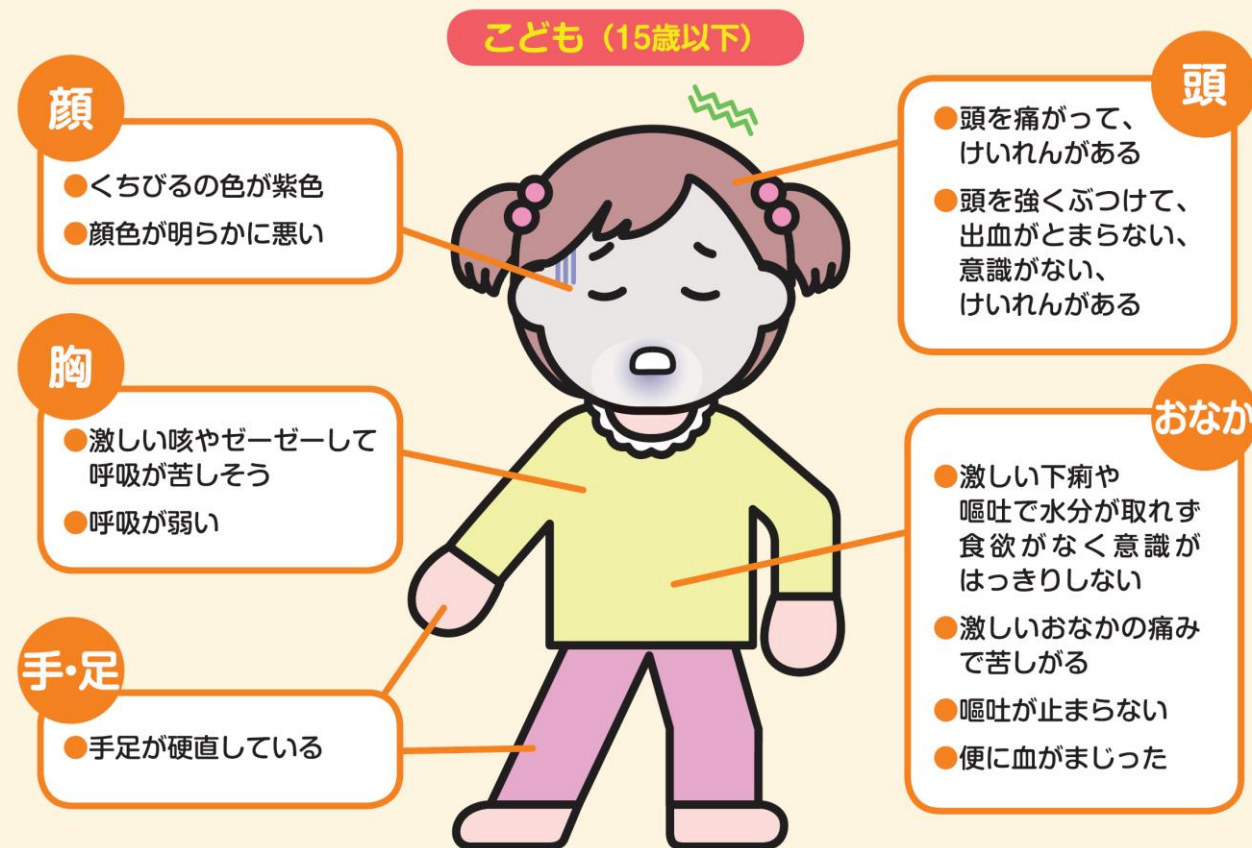 こども（15歳以下）
顔
●くちびるの色が紫色
●顔色が明らかに悪い
胸
●激しい咳やゼーゼーして
呼吸が苦しそう
●呼吸が弱い
手・足
●手足が硬直している
頭
●頭を痛がって、
けいれんがある
●頭を強くぶつけて、
出血がとまらない、
意識がない、
けいれんがある
おなか
●激しい下痢や
嘔吐で水分が取れず
食欲がなく意識が
はっきりしない
●激しいおなかの痛み
で苦しがる
●嘔吐が止まらない
●便に血がまじった